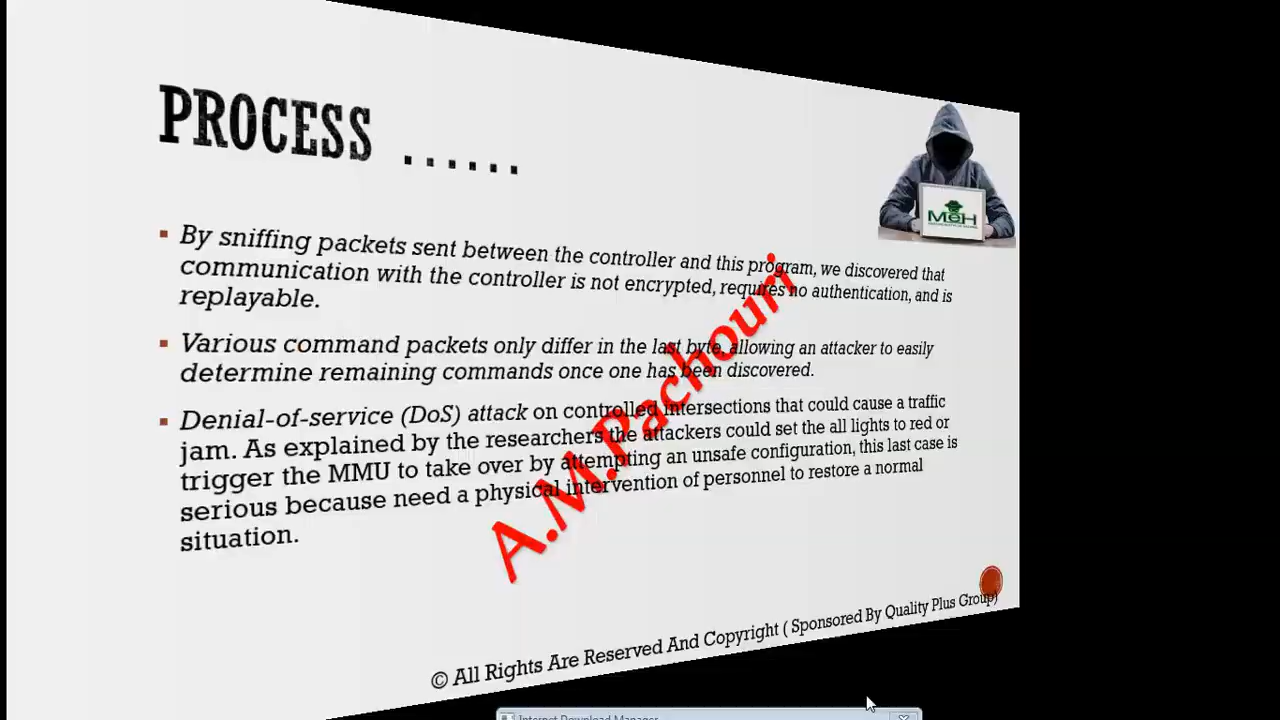 PROCESS ......
MeH
▪ By sniffing packets sent between the controller and this program, we discovered that
communication with the controller is not encrypted, requires no authentication, and is
replayable.
▪ Various command packets only differ in the last byte, allowing an attacker to easily
determine remaining commands once one has been discovered.
▪ Denial-of-service (DoS) attack on controlled intersections that could cause a traffic
jam. As explained by the researchers the attackers could set the all lights to red or
trigger the MMU to take over by attempting an unsafe configuration, this last case is
serious because need a physical intervention of personnel to restore a normal
situation.
A.M.Pachouri
© All Rights Are Reserved And Copyright ( Sponsored By Quality Plus Group)
Internet Download Manager